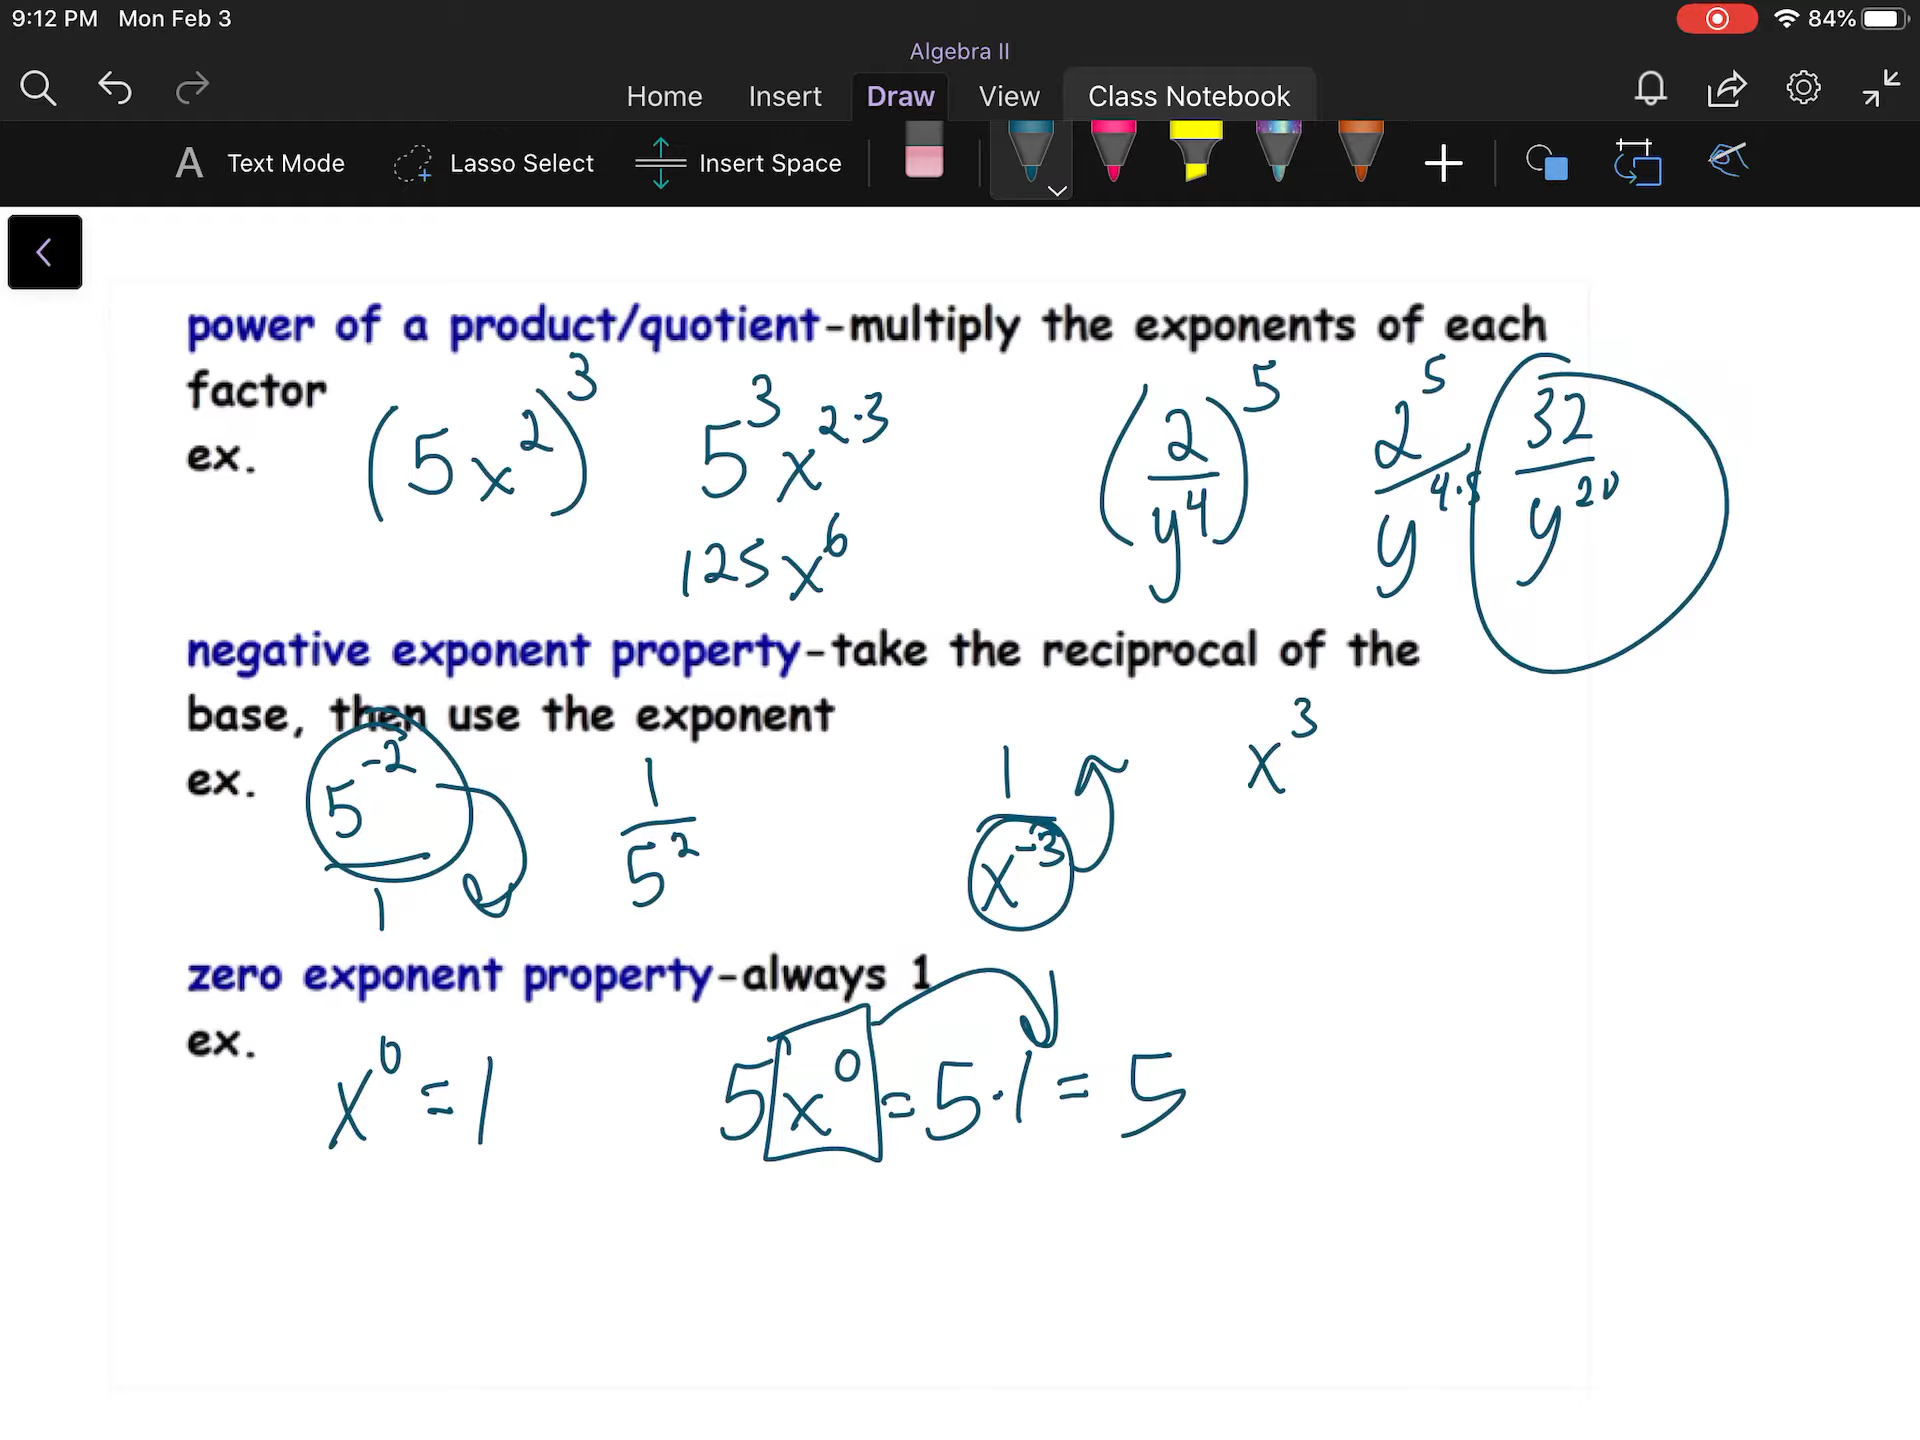 9:12 PM Mon Feb 3
84%
Algebra II
Home Insert Draw View Class Notebook
A Text Mode Lasso Select Insert Space
power of a product/quotient-multiply the exponents of each
factor
ex. (5x²)³ 5³x²·³ (2/y⁴)⁵ 2⁵/y⁴·⁵ 32/y²⁰
125x⁶
negative exponent property-take the reciprocal of the
base, then use the exponent
ex. 5⁻²/1 1/5² 1/x⁻³ x³
zero exponent property-always 1
ex. x⁰ = 1 5x⁰ = 5·1 = 5